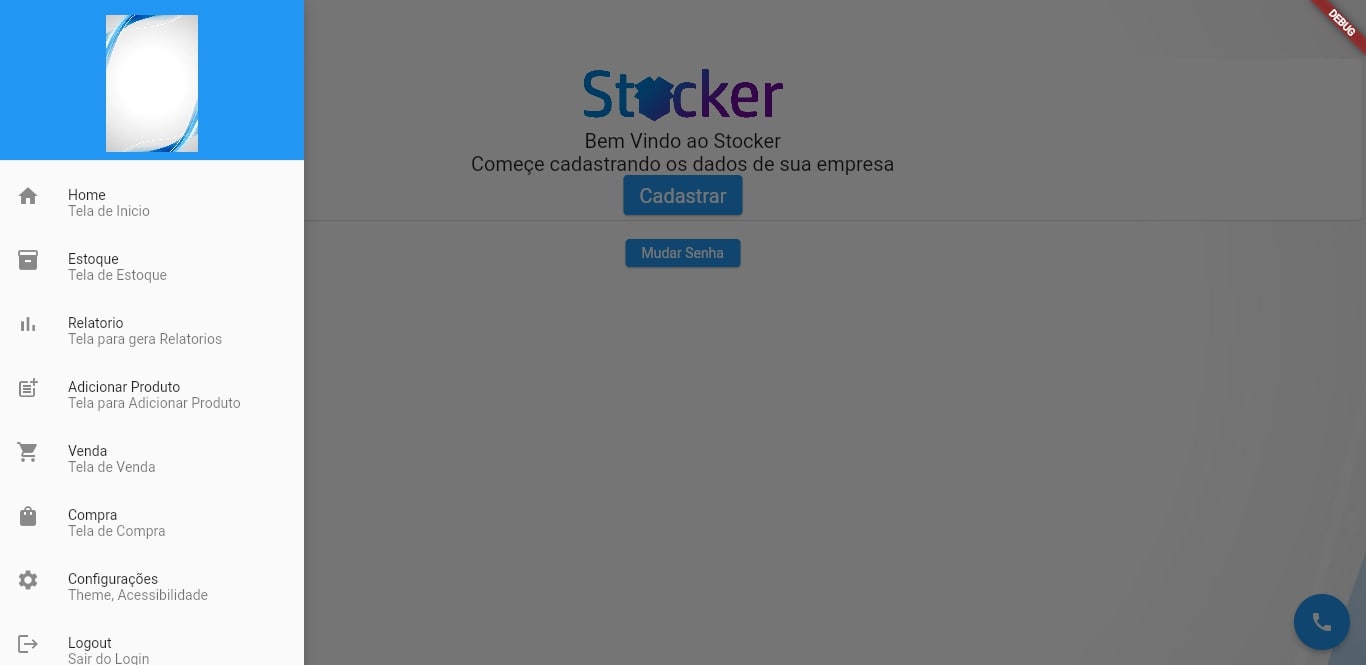 Home
Tela de Inicio
Estoque
Tela de Estoque
Relatorio
Tela para gera Relatorios
Adicionar Produto
Tela para Adicionar Produto
Venda
Tela de Venda
Compra
Tela de Compra
Configurações
Theme, Acessibilidade
Logout
Sair do Login
Stocker
Bem Vindo ao Stocker
Começe cadastrando os dados de sua empresa
Cadastrar
Mudar Senha
DEBUG